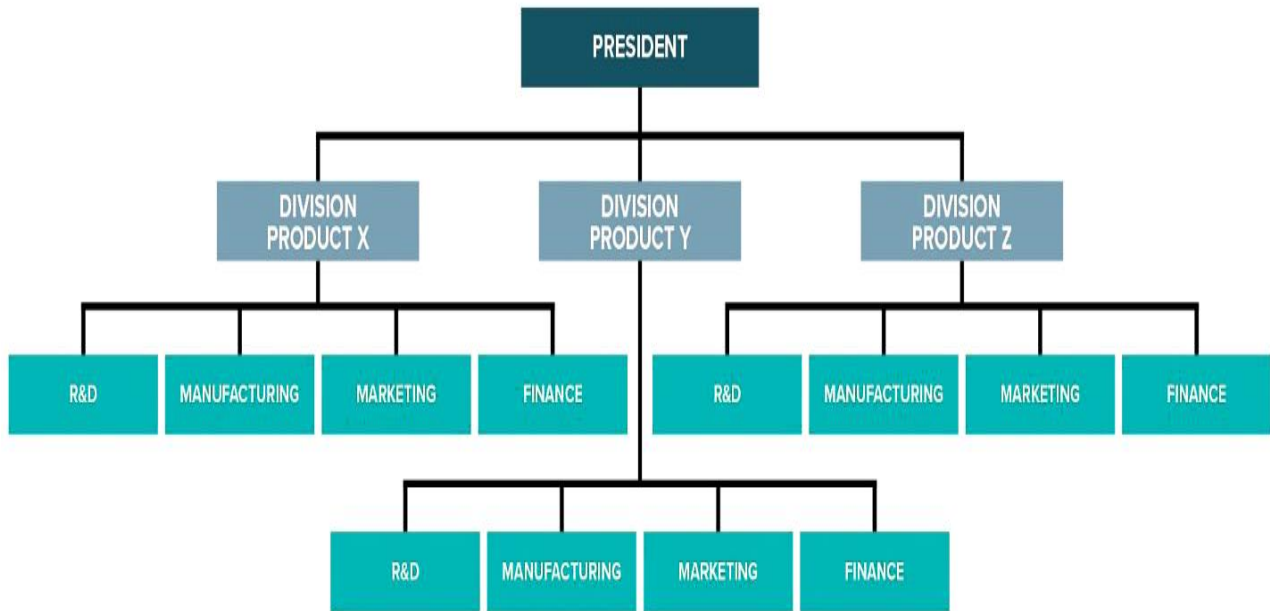 PRESIDENT
DIVISION
PRODUCT X
DIVISION
PRODUCT Y
DIVISION
PRODUCT Z
R&D
MANUFACTURING
MARKETING
FINANCE
R&D
MANUFACTURING
MARKETING
FINANCE
R&D
MANUFACTURING
MARKETING
FINANCE